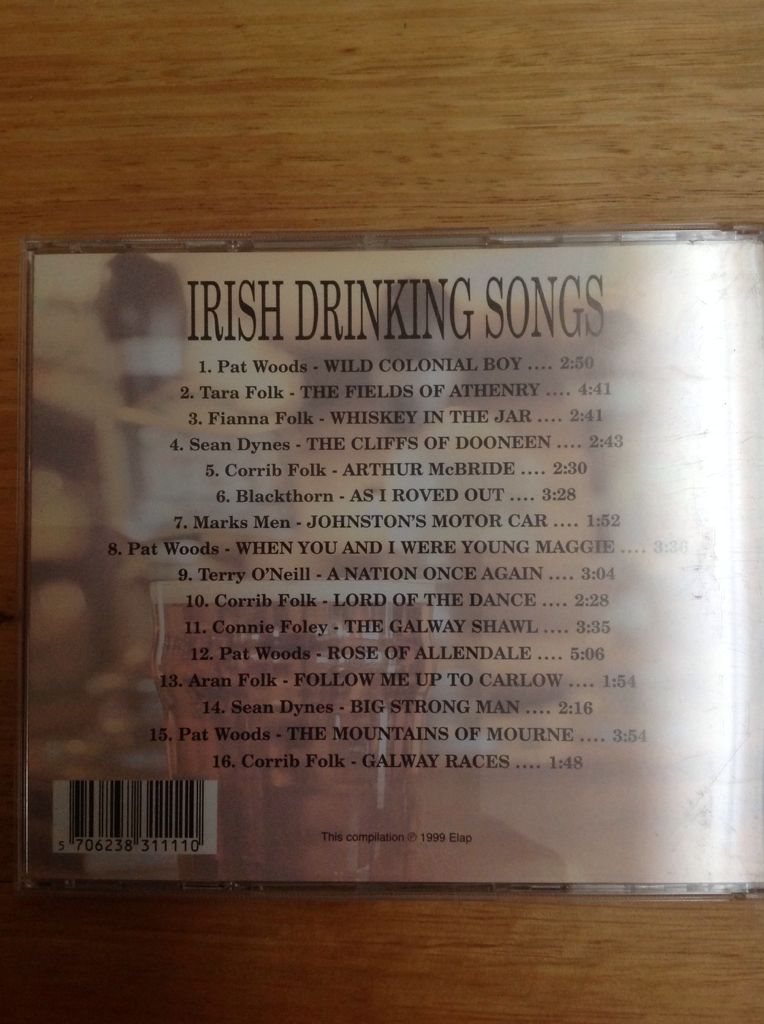 IRISH DRINKING SONGS
1. Pat Woods - WILD COLONIAL BOY .... 2:50
2. Tara Folk - THE FIELDS OF ATHENRY .... 4:41
3. Fianna Folk - WHISKEY IN THE JAR .... 2:41
4. Sean Dynes - THE CLIFFS OF DOONEEN .... 2:43
5. Corrib Folk - ARTHUR McBRIDE .... 2:30
6. Blackthorn - AS I ROVED OUT .... 3:28
7. Marks Men - JOHNSTON'S MOTOR CAR .... 1:52
8. Pat Woods - WHEN YOU AND I WERE YOUNG MAGGIE .... 3:36
9. Terry O'Neill - A NATION ONCE AGAIN .... 3:04
10. Corrib Folk - LORD OF THE DANCE .... 2:28
11. Connie Foley - THE GALWAY SHAWL .... 3:35
12. Pat Woods - ROSE OF ALLENDALE .... 5:06
13. Aran Folk - FOLLOW ME UP TO CARLOW .... 1:54
14. Sean Dynes - BIG STRONG MAN .... 2:16
15. Pat Woods - THE MOUNTAINS OF MOURNE .... 3:54
16. Corrib Folk - GALWAY RACES .... 1:48
5 706238 311110
This compilation ℗ 1999 Elap